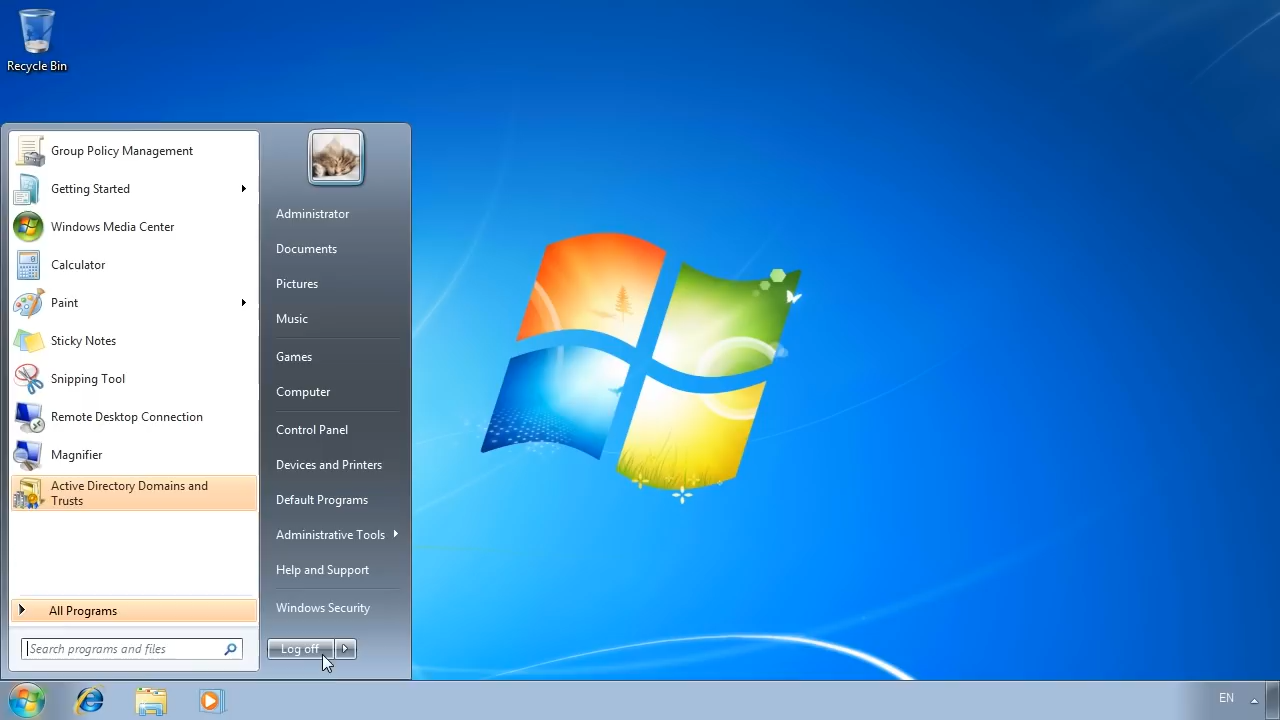 Recycle Bin
Group Policy Management
Getting Started
Windows Media Center
Calculator
Paint
Sticky Notes
Snipping Tool
Remote Desktop Connection
Magnifier
Active Directory Domains and
Trusts
All Programs
Search programs and files
Administrator
Documents
Pictures
Music
Games
Computer
Control Panel
Devices and Printers
Default Programs
Administrative Tools
Help and Support
Windows Security
Log off
EN